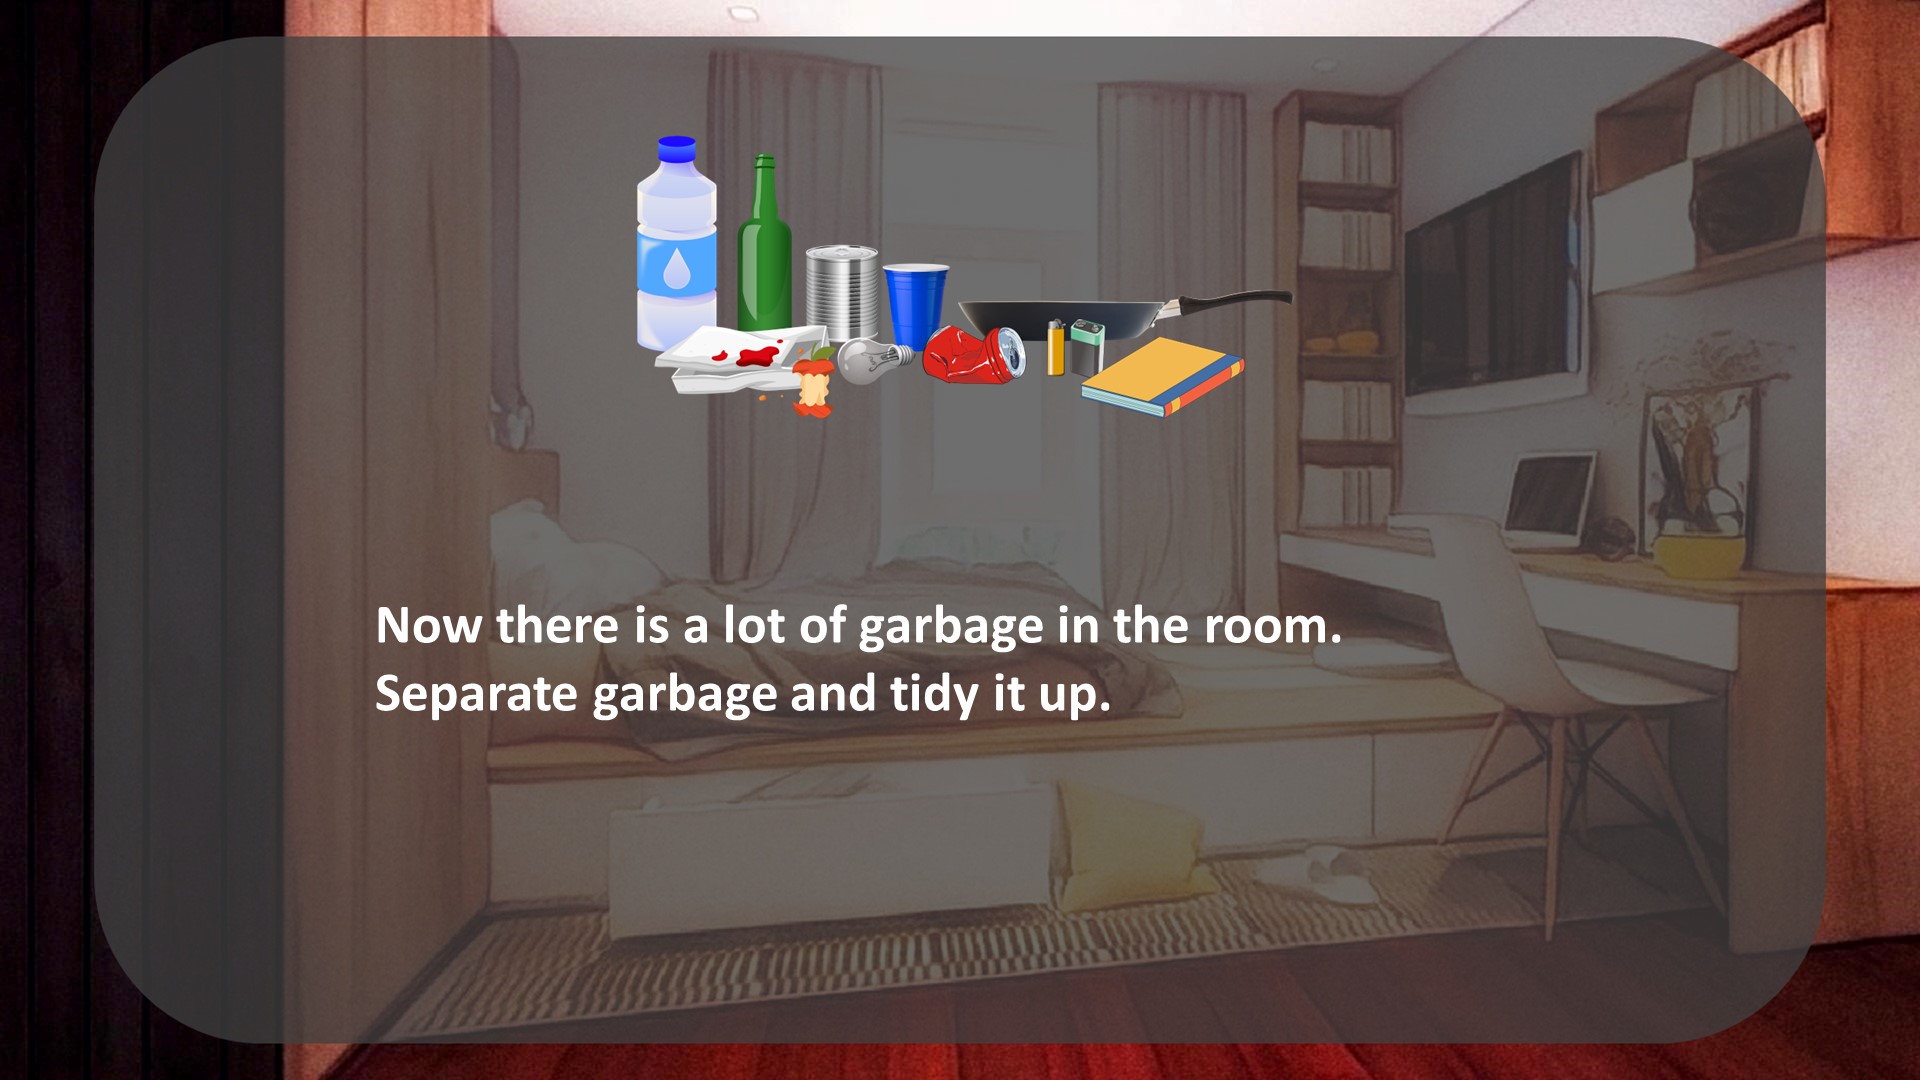 Now there is a lot of garbage in the room.
Separate garbage and tidy it up.